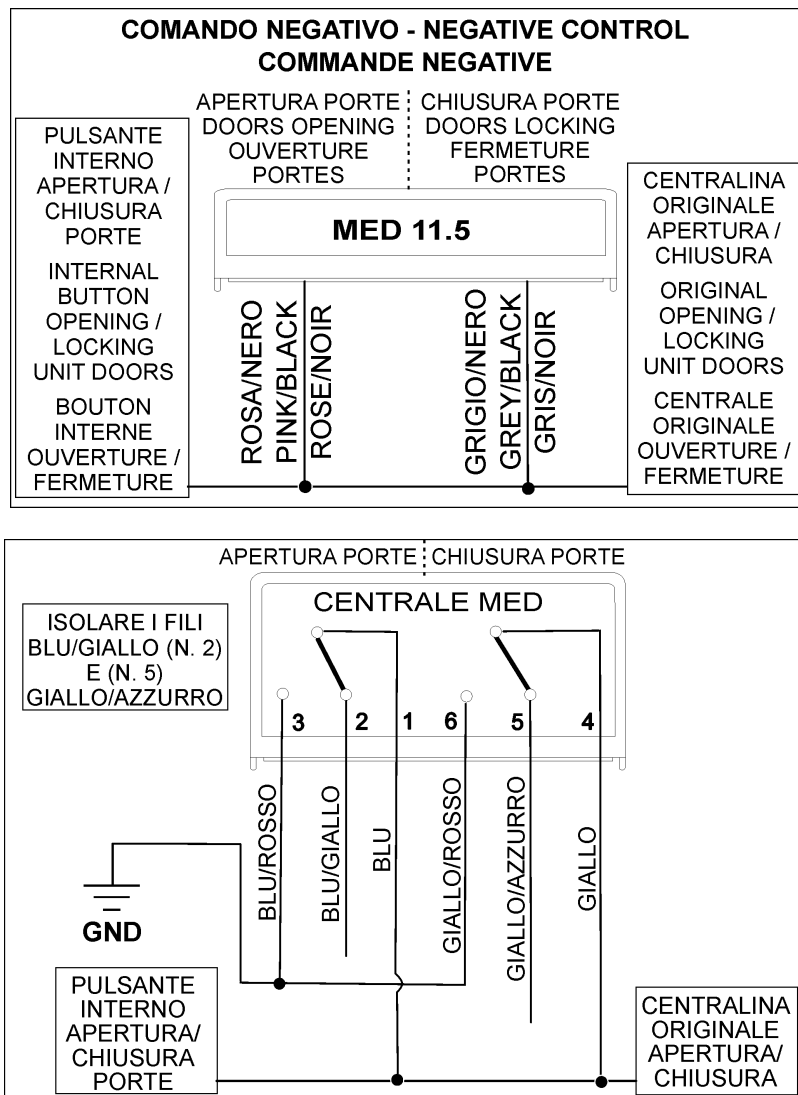 COMANDO NEGATIVO - NEGATIVE CONTROL
COMMANDE NEGATIVE
APERTURA PORTE
DOORS OPENING
OUVERTURE
PORTES
CHIUSURA PORTE
DOORS LOCKING
FERMETURE
PORTES
PULSANTE
INTERNO
APERTURA /
CHIUSURA
PORTE
INTERNAL
BUTTON
OPENING /
LOCKING
UNIT DOORS
BOUTON
INTERNE
OUVERTURE /
FERMETURE
MED 11.5
ROSA/NERO
PINK/BLACK
ROSE/NOIR
GRIGIO/NERO
GREY/BLACK
GRIS/NOIR
CENTRALINA
ORIGINALE
APERTURA /
CHIUSURA
ORIGINAL
OPENING /
LOCKING
UNIT DOORS
CENTRALE
ORIGINALE
OUVERTURE /
FERMETURE
APERTURA PORTE
CHIUSURA PORTE
CENTRALE MED
ISOLARE I FILI
BLU/GIALLO (N. 2)
E (N. 5)
GIALLO/AZZURRO
3 2 1 6 5 4
BLU/ROSSO
BLU/GIALLO
BLU
GIALLO/ROSSO
GIALLO/AZZURRO
GIALLO
GND
PULSANTE
INTERNO
APERTURA/
CHIUSURA
PORTE
CENTRALINA
ORIGINALE
APERTURA/
CHIUSURA